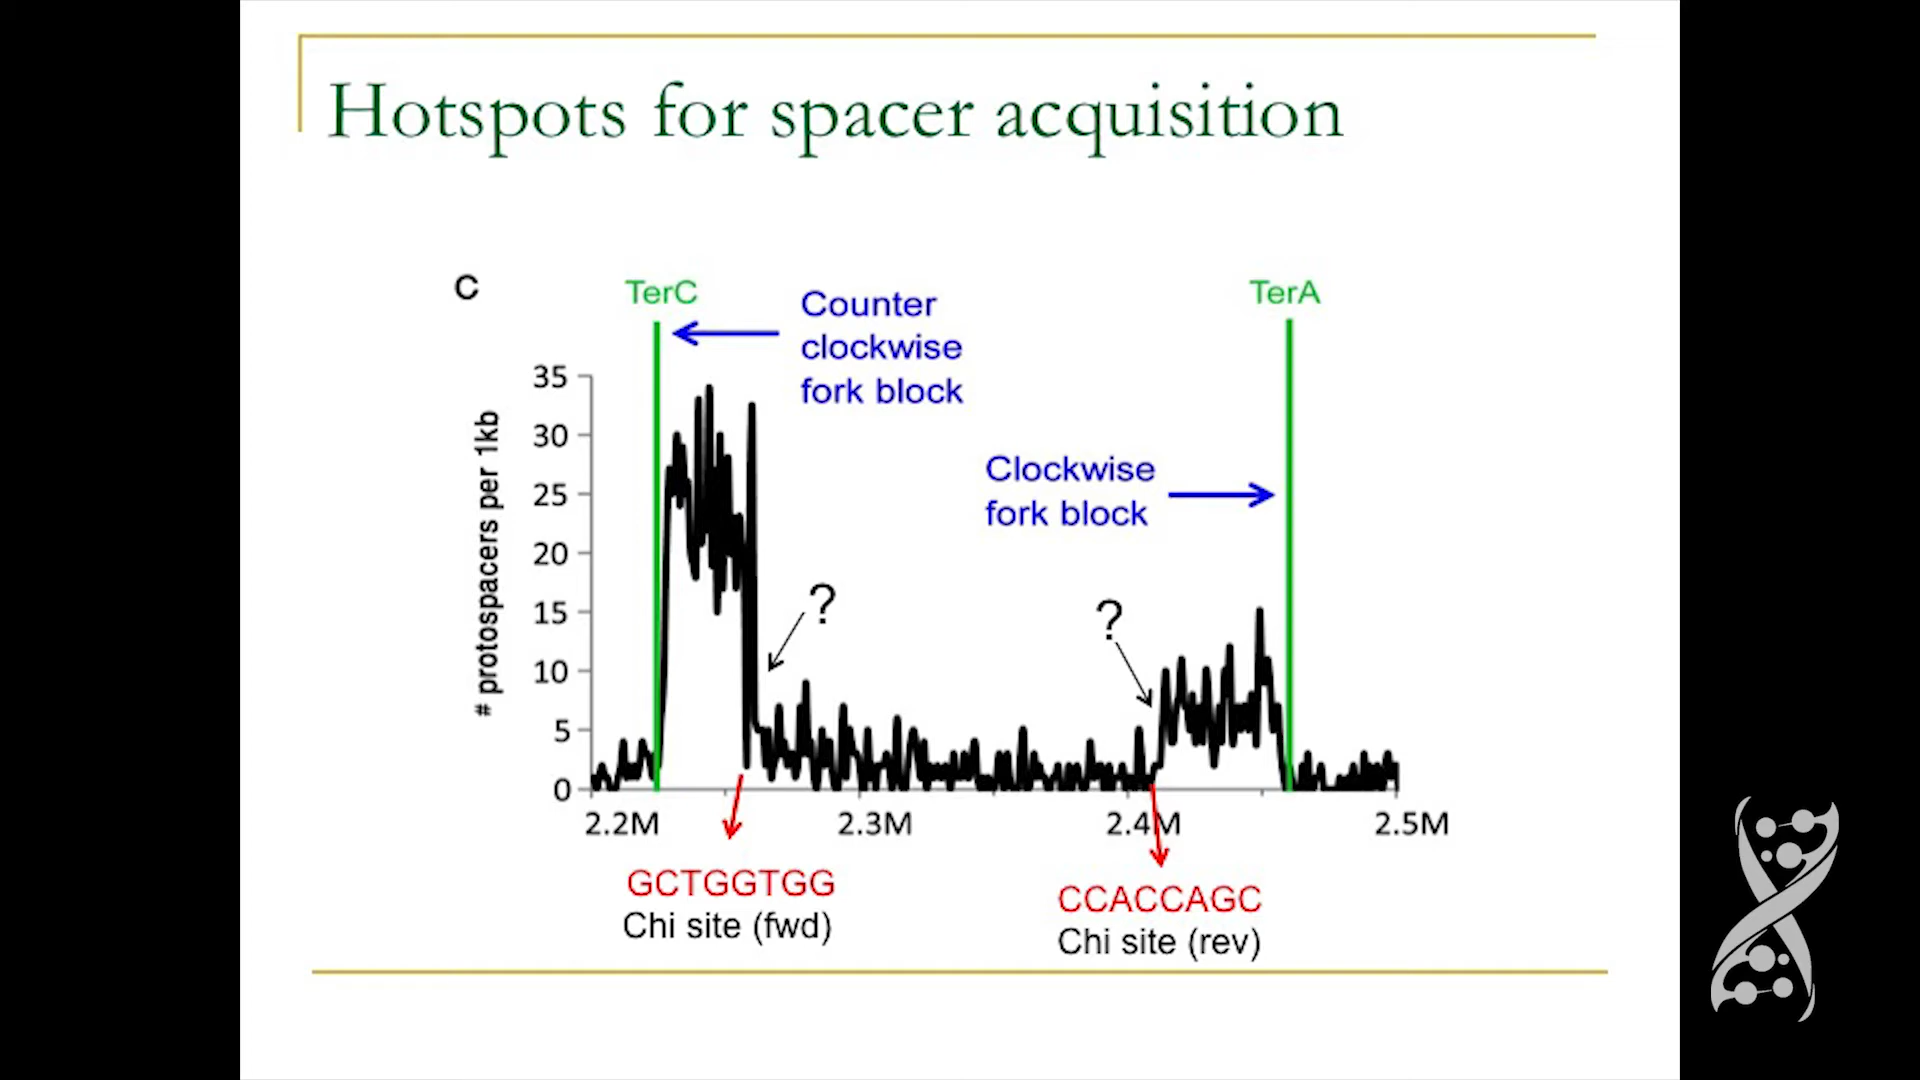 Hotspots for spacer acquisition
C
TerC
TerA
Counter
clockwise
fork block
Clockwise
fork block
# protospacers per 1kb
35
30
25
20
15
10
5
0
?
?
2.2M
2.3M
2.4M
2.5M
GCTGGTGG
Chi site (fwd)
CCACCAGC
Chi site (rev)